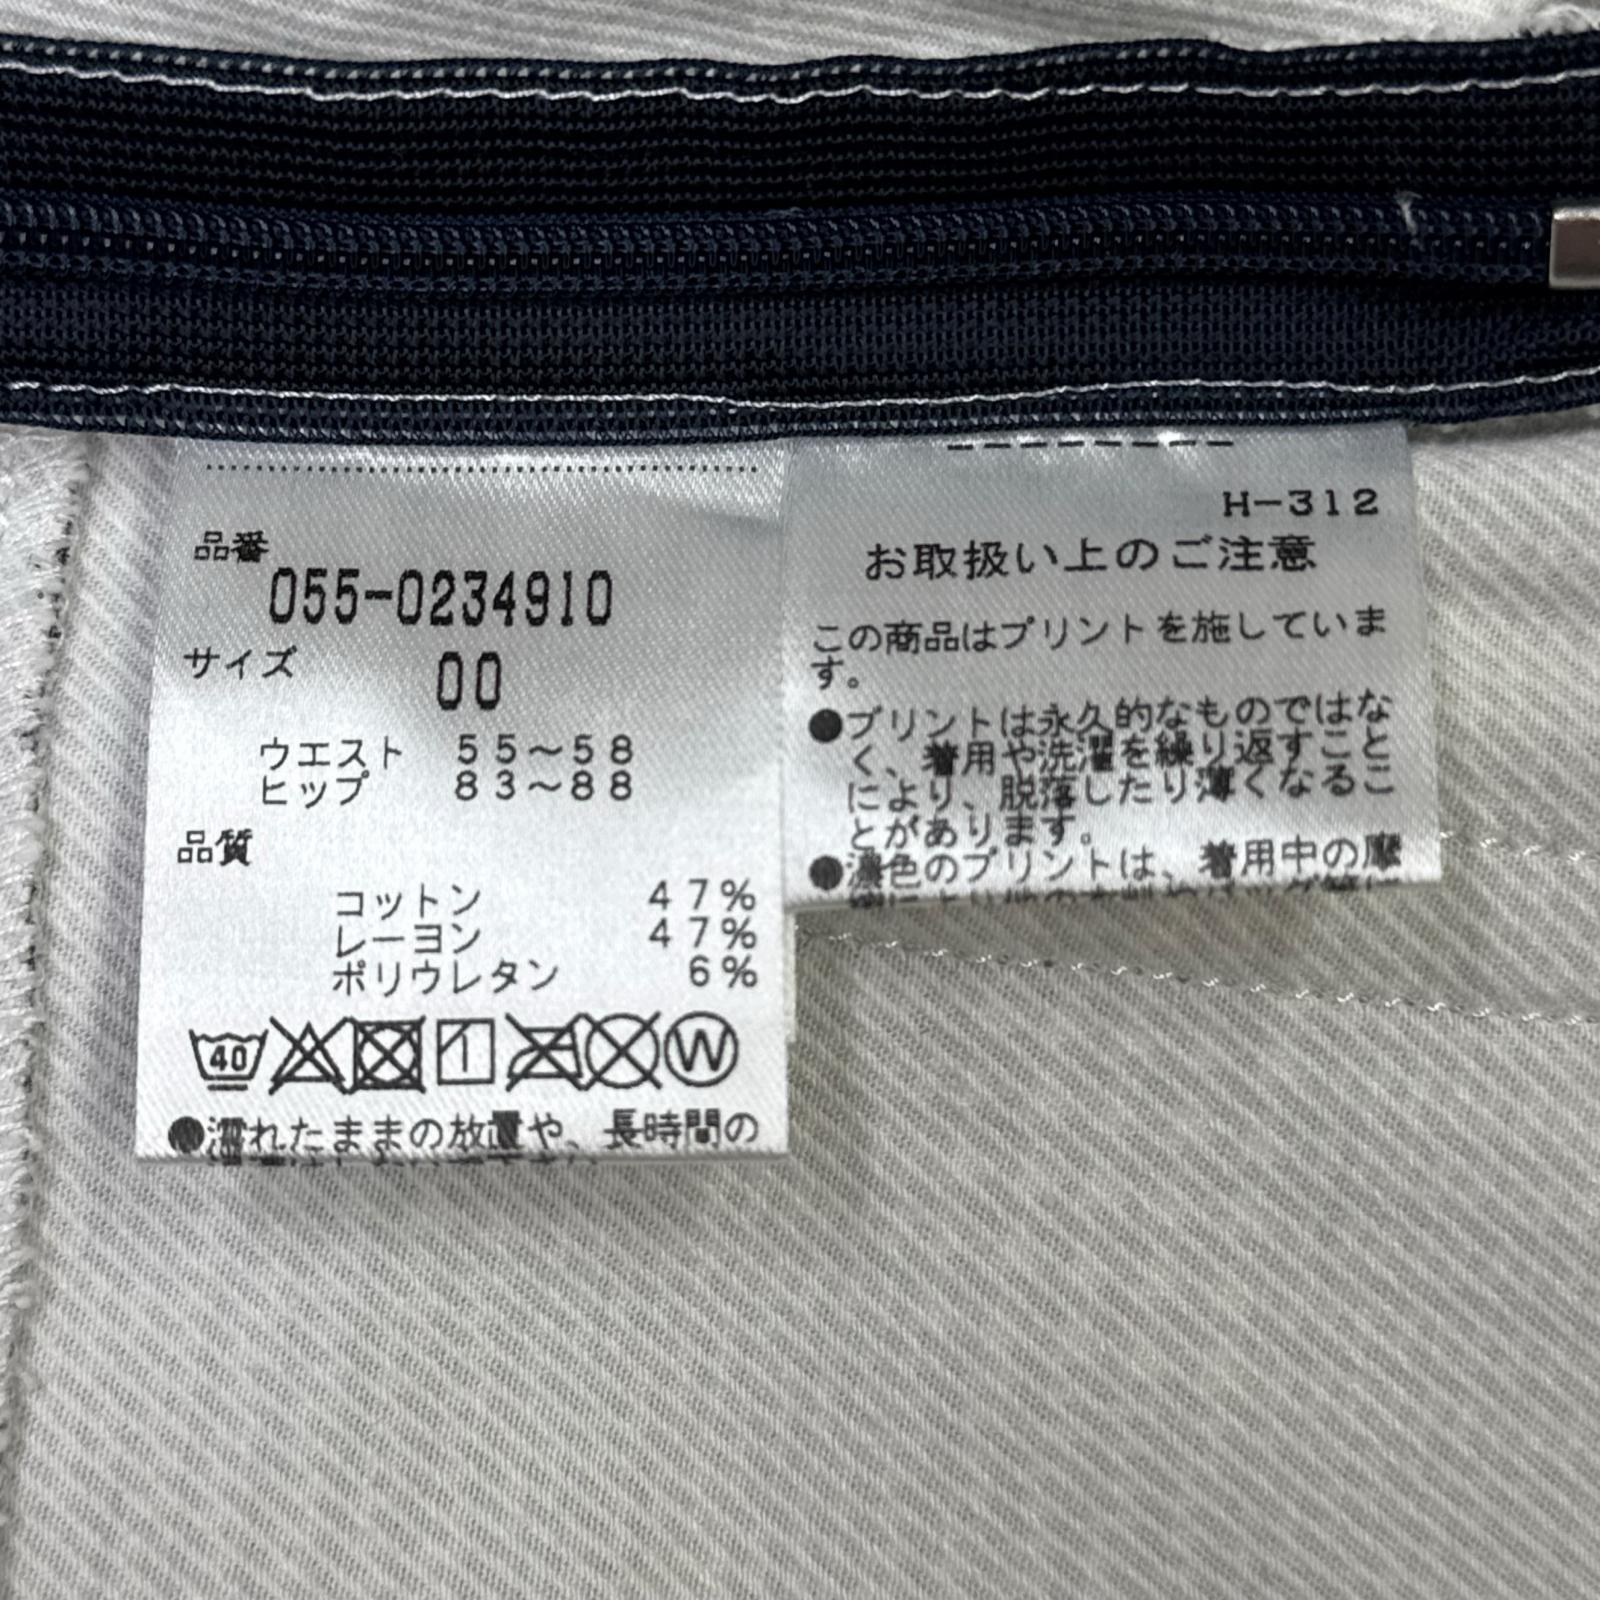 品番
055-0234910
サイズ
00
ウエスト 55～58
ヒップ 83～88
品質
コットン 47%
レーヨン 47%
ポリウレタン 6%
40
W
●濡れたままの放置や、長時間の
H-312
お取扱い上のご注意
この商品はプリントを施していま
す。
●プリントは永久的なものではな
く、着用や洗濯を繰り返すこと
により、脱落したり薄くなるこ
とがあります。
●濃色のプリントは、着用中の摩